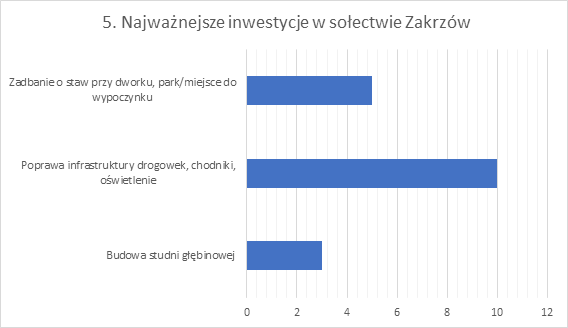 5. Najważnejsze inwestycje w sołectwie Zakrzów
Zadbanie o staw przy dworku, park/miejsce do
wypoczynku
Poprawa infrastruktury drogowek, chodniki,
oświetlenie
Budowa studni głębinowej
0 2 4 6 8 10 12